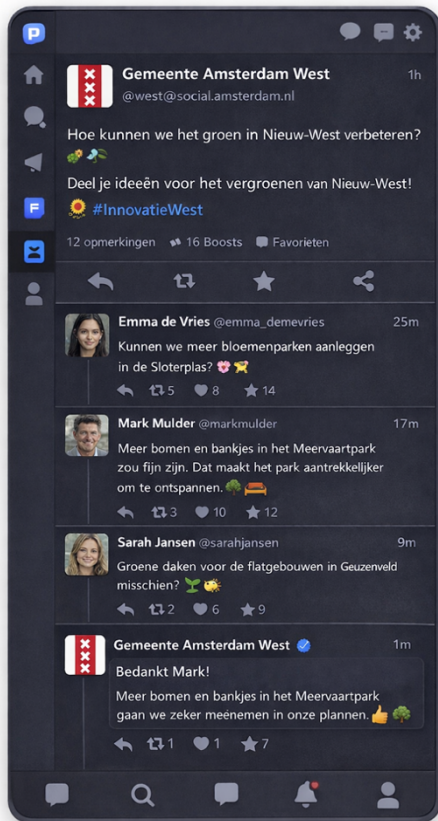 P
Gemeente Amsterdam West 1h
@west@social.amsterdam.nl
Hoe kunnen we het groen in Nieuw-West verbeteren?
Deel je ideeën voor het vergroenen van Nieuw-West!
#InnovatieWest
12 opmerkingen 16 Boosts Favorieten
F
Emma de Vries @emma_demevries 25m
Kunnen we meer bloemenparken aanleggen
in de Sloterplas?
5 8 14
Mark Mulder @markmulder 17m
Meer bomen en bankjes in het Meervaartpark
zou fijn zijn. Dat maakt het park aantrekkelijker
om te ontspannen.
3 10 12
Sarah Jansen @sarahjansen 9m
Groene daken voor de flatgebouwen in Geuzenveld
misschien?
2 6 9
Gemeente Amsterdam West 1m
Bedankt Mark!
Meer bomen en bankjes in het Meervaartpark
gaan we zeker meënemen in onze plannen.
1 1 7